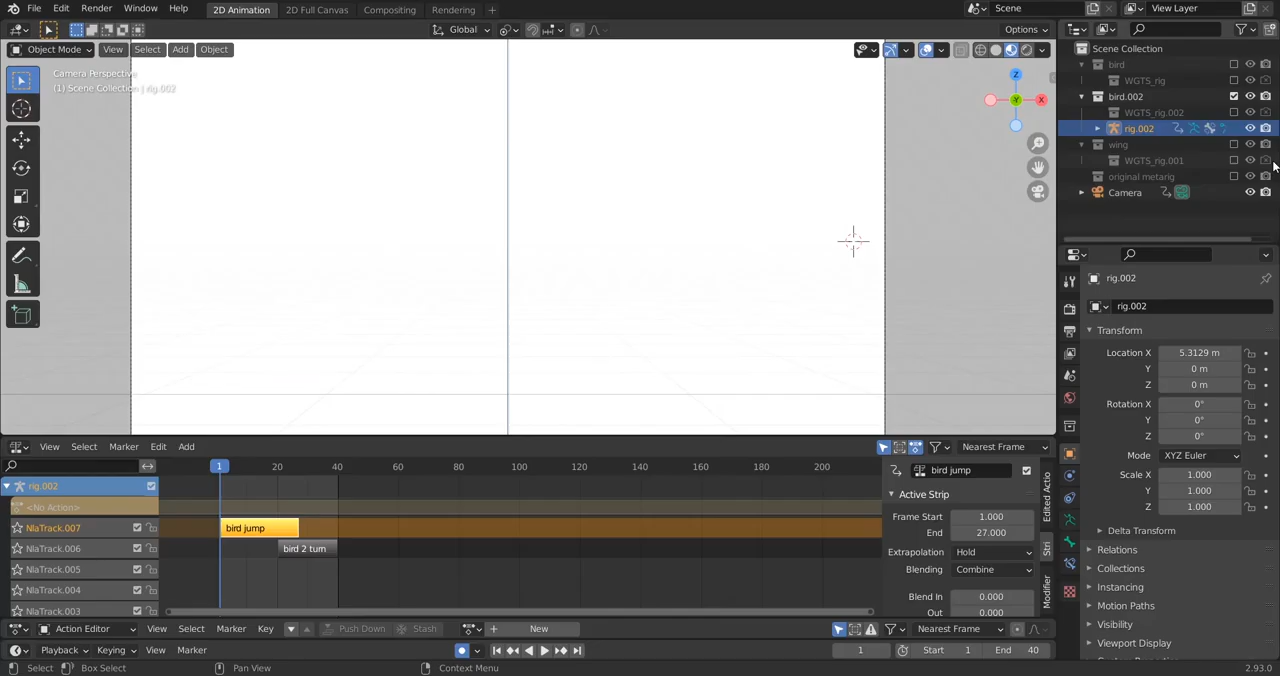 File Edit Render Window Help 2D Animation 2D Full Canvas Compositing Rendering + Scene View Layer
Global Options
Object Mode View Select Add Object
Camera Perspective
(1) Scene Collection | rig.002
Z
Y
X
Scene Collection
bird
WGTS_rig
bird.002
WGTS_rig.002
rig.002
wing
WGTS_rig.001
original metarig
Camera
rig.002
rig.002
Transform
Location X 5.3129 m
Y 0 m
Z 0 m
Rotation X 0°
Y 0°
Z 0°
Mode XYZ Euler
Scale X 1.000
Y 1.000
Z 1.000
Delta Transform
Relations
Collections
Instancing
Motion Paths
Visibility
Viewport Display
View Select Marker Edit Add Nearest Frame
1 20 40 60 80 100 120 140 160 180 200
rig.002
<No Action>
NlaTrack.007 bird jump
NlaTrack.006
NlaTrack.005
NlaTrack.004
NlaTrack.003
bird jump
Active Strip
Frame Start 1.000
End 27.000
Extrapolation Hold
Blending Combine
Blend In 0.000
Out 0.000
Edited Actio
Stri
Modifier
Action Editor View Select Marker Key Push Down Stash + New Nearest Frame
Playback Keying View Marker 1 Start 1 End 40
Select Box Select Pan View Context Menu 2.93.0